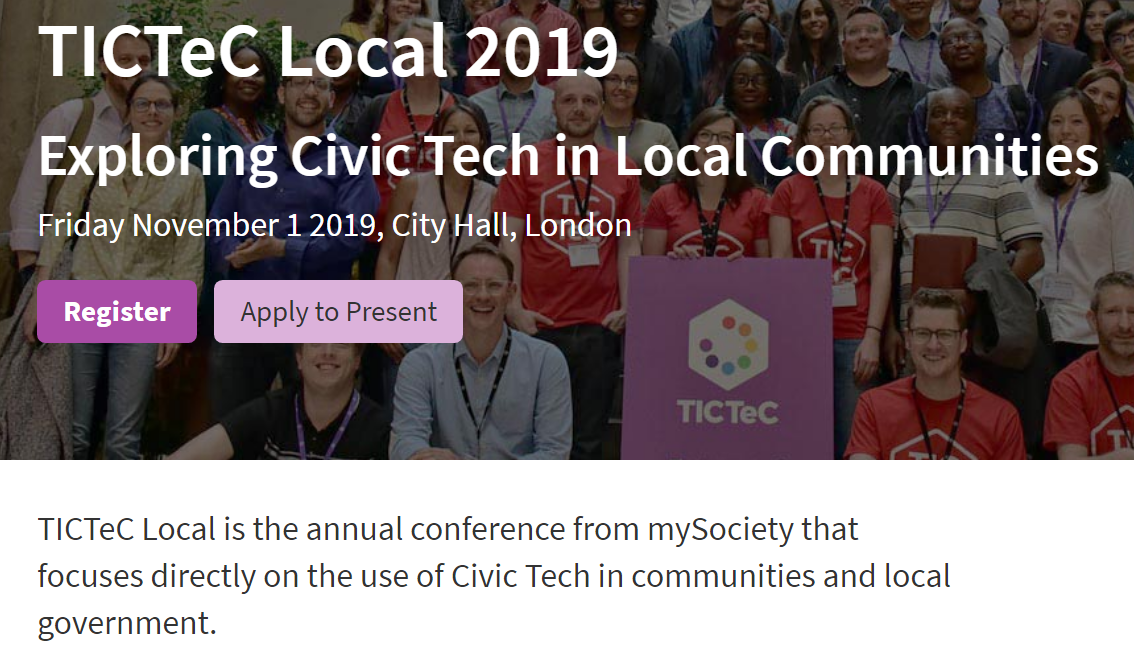 TICTeC Local 2019
Exploring Civic Tech in Local Communities
Friday November 1 2019, City Hall, London
Register
Apply to Present
TIC
TIC
TICTeC
TICTeC Local is the annual conference from mySociety that
focuses directly on the use of Civic Tech in communities and local
government.